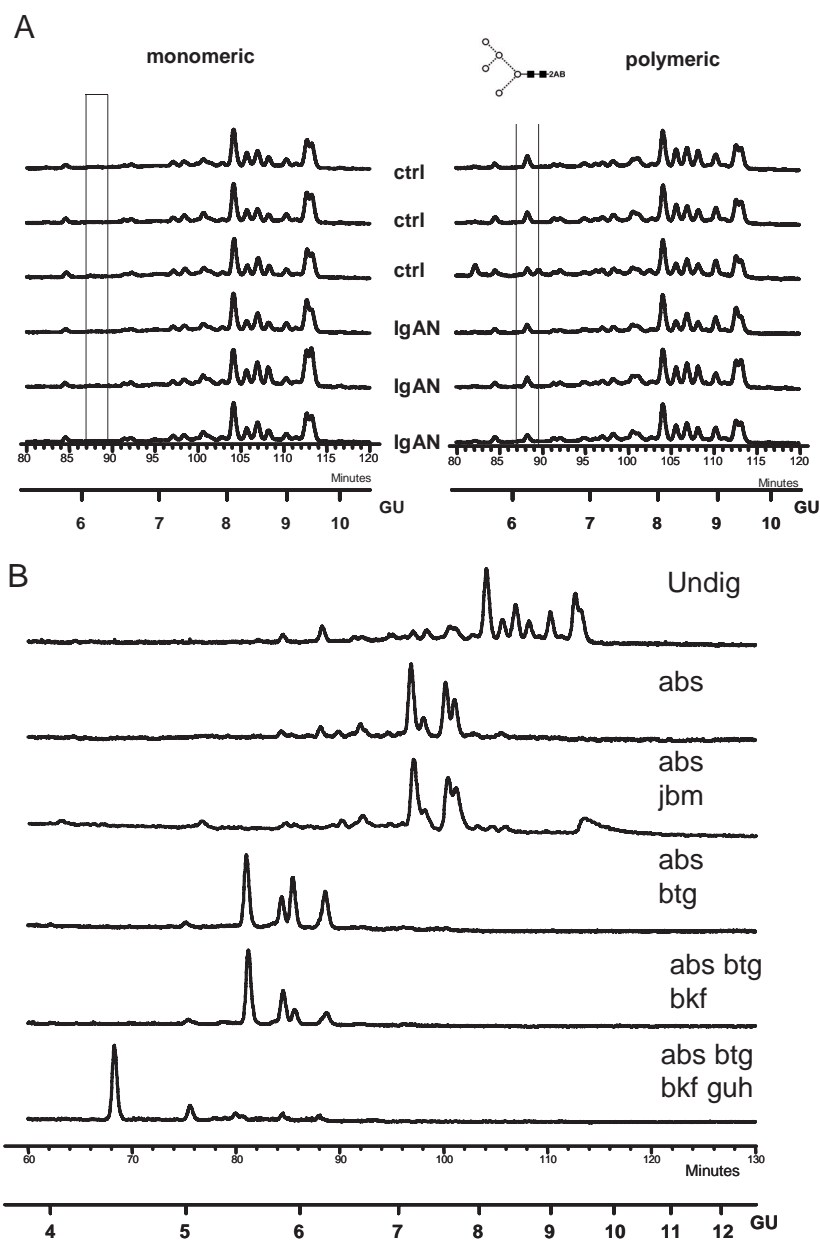 A
monomeric
polymeric
2AB
ctrl
ctrl
ctrl
IgAN
IgAN
IgAN
80 85 90 95 100 105 110 115 120
80 85 90 95 100 105 110 115 120
Minutes
Minutes
GU
GU
6 7 8 9 10
6 7 8 9 10
B
Undig
abs
abs
jbm
abs
btg
abs btg
bkf
abs btg
bkf guh
60 70 80 90 100 110 120 130
Minutes
GU
4 5 6 7 8 9 10 11 12